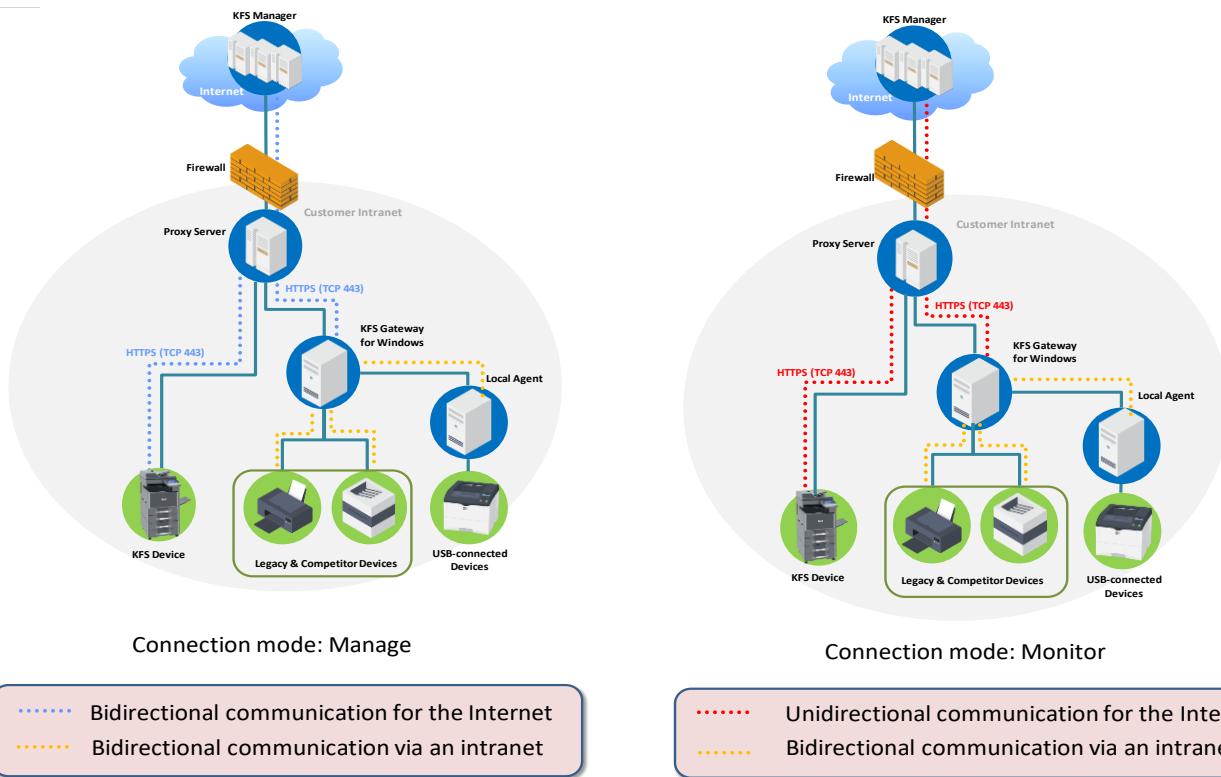 KFS Manager
Internet
Firewall
Customer Intranet
Proxy Server
HTTPS (TCP 443)
KFS Gateway
for Windows
HTTPS (TCP 443)
Local Agent
KFS Device
Legacy & Competitor Devices
USB-connected
Devices
Connection mode: Manage
Bidirectional communication for the Internet
Bidirectional communication via an intranet
KFS Manager
Internet
Firewall
Customer Intranet
Proxy Server
HTTPS (TCP 443)
KFS Gateway
for Windows
HTTPS (TCP 443)
Local Agent
KFS Device
Legacy & Competitor Devices
USB-connected
Devices
Connection mode: Monitor
Unidirectional communication for the Inte
Bidirectional communication via an intrane